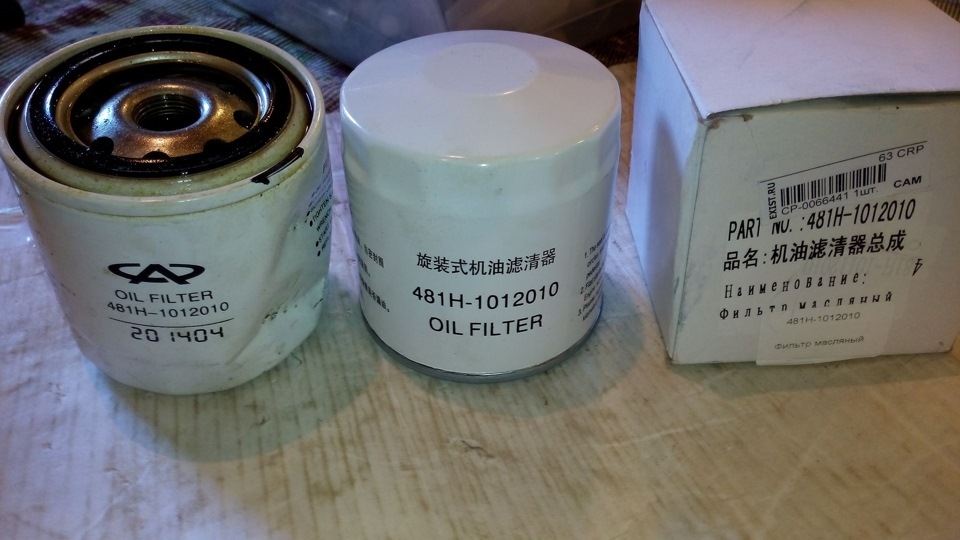 OIL FILTER
481H-1012010
201404
旋装式机油滤清器
481H-1012010
OIL FILTER
63 CRP
EXIST.RU
CP-0066441 1шт.
CAM
PART NO.:481H-1012010
品名:机油滤清器总成
Наименование:
Фильтр масляный
481H-1012010
Фильтр масляный